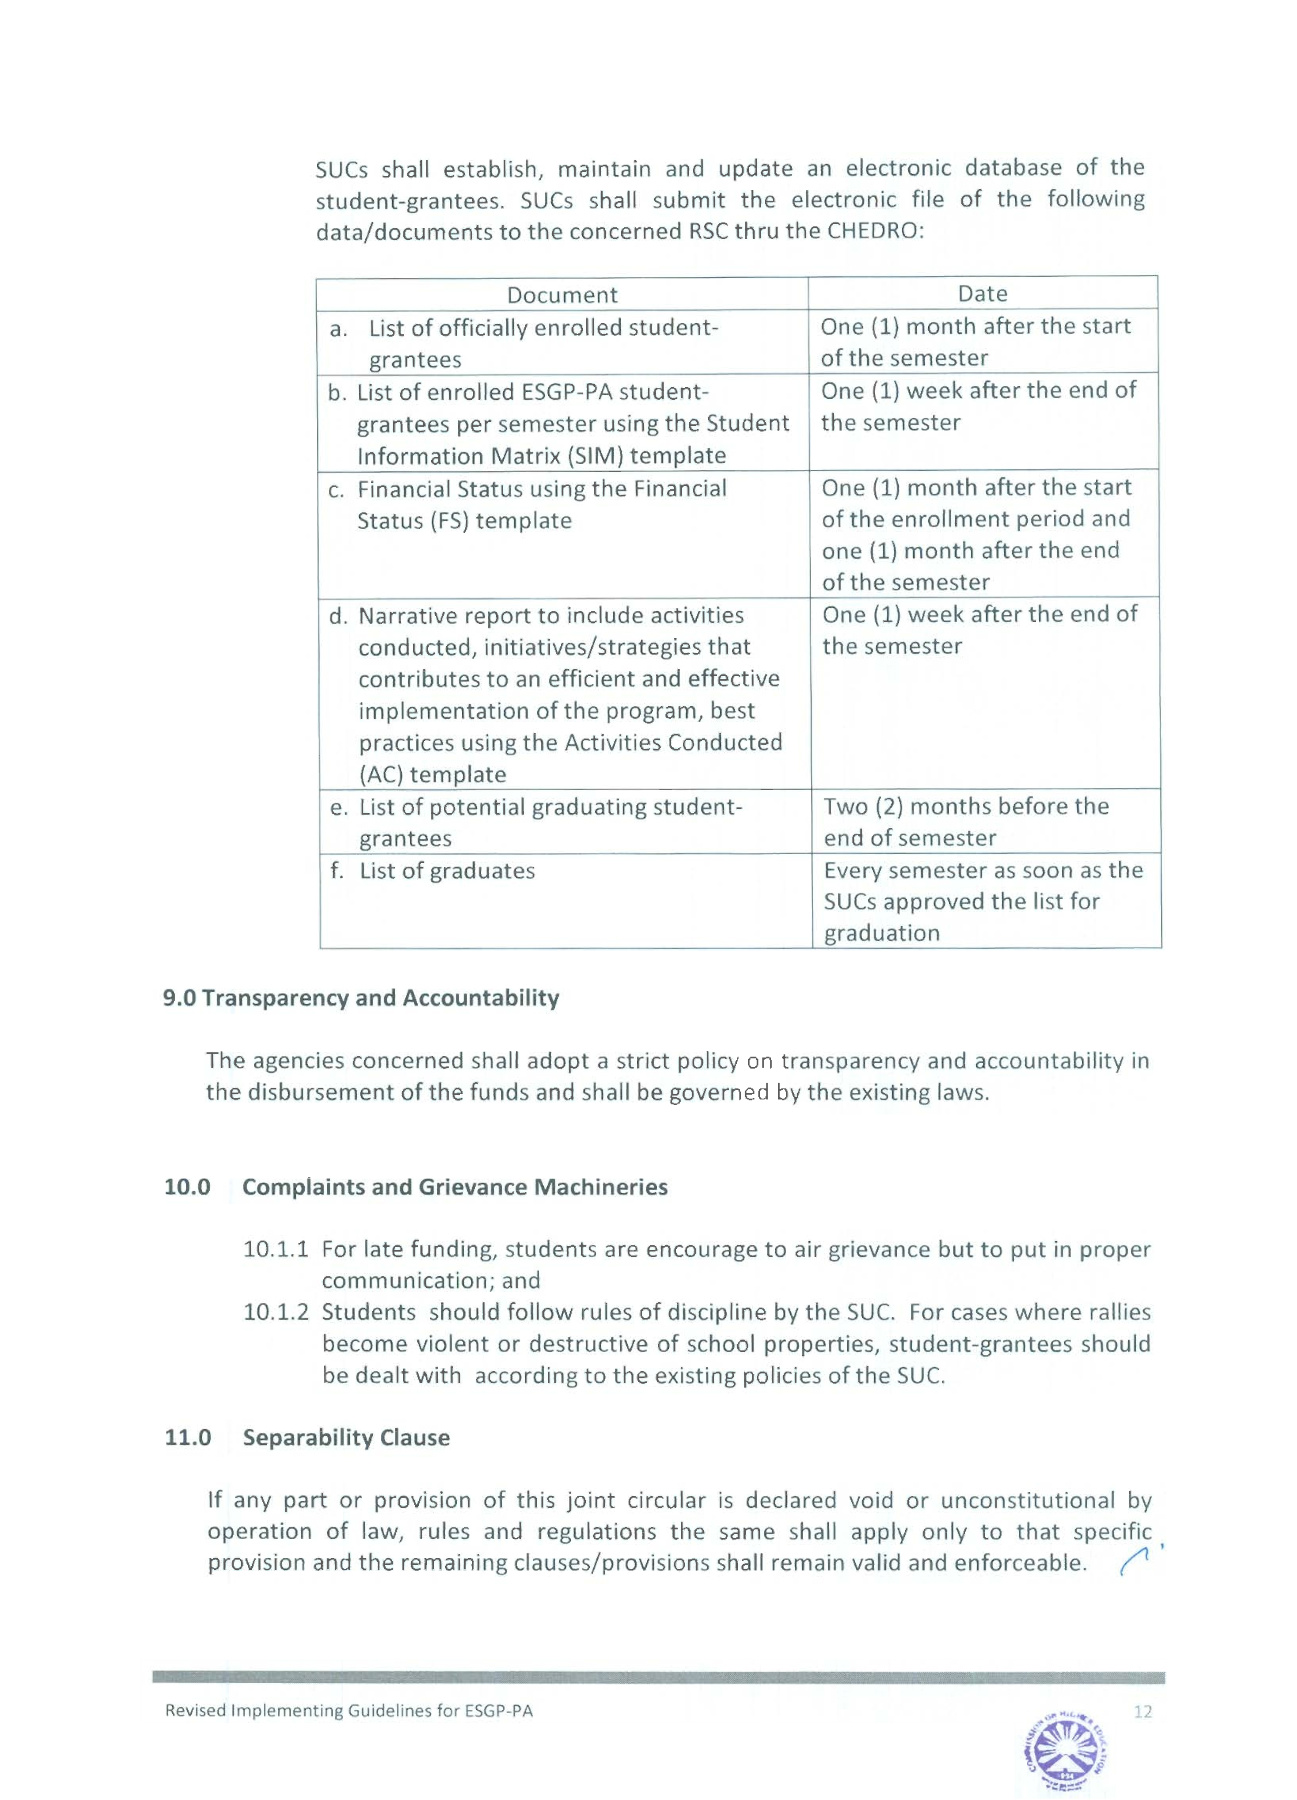 SUCs shall establish, maintain and update an electronic database of the
student-grantees. SUCs shall submit the electronic file of the following
data/documents to the concerned RSC thru the CHEDRO:
Document Date
a. List of officially enrolled student- One (1) month after the start
grantees of the semester
b. List of enrolled ESGP-PA student- One (1) week after the end of
grantees per semester using the Student the semester
Information Matrix (SIM) template
c. Financial Status using the Financial One (1) month after the start
Status (FS) template of the enrollment period and
one (1) month after the end
of the semester
d. Narrative report to include activities One (1) week after the end of
conducted, initiatives/strategies that the semester
contributes to an efficient and effective
implementation of the program, best
practices using the Activities Conducted
(AC) template
e. List of potential graduating student- Two (2) months before the
grantees end of semester
f. List of graduates Every semester as soon as the
SUCs approved the list for
graduation
9.0 Transparency and Accountability
The agencies concerned shall adopt a strict policy on transparency and accountability in
the disbursement of the funds and shall be governed by the existing laws.
10.0 Complaints and Grievance Machineries
10.1.1 For late funding, students are encourage to air grievance but to put in proper
communication; and
10.1.2 Students should follow rules of discipline by the SUC. For cases where rallies
become violent or destructive of school properties, student-grantees should
be dealt with according to the existing policies of the SUC.
11.0 Separability Clause
If any part or provision of this joint circular is declared void or unconstitutional by
operation of law, rules and regulations the same shall apply only to that specific
provision and the remaining clauses/provisions shall remain valid and enforceable.
Revised Implementing Guidelines for ESGP-PA 12
COMMISSION ON HIGHER EDUCATION